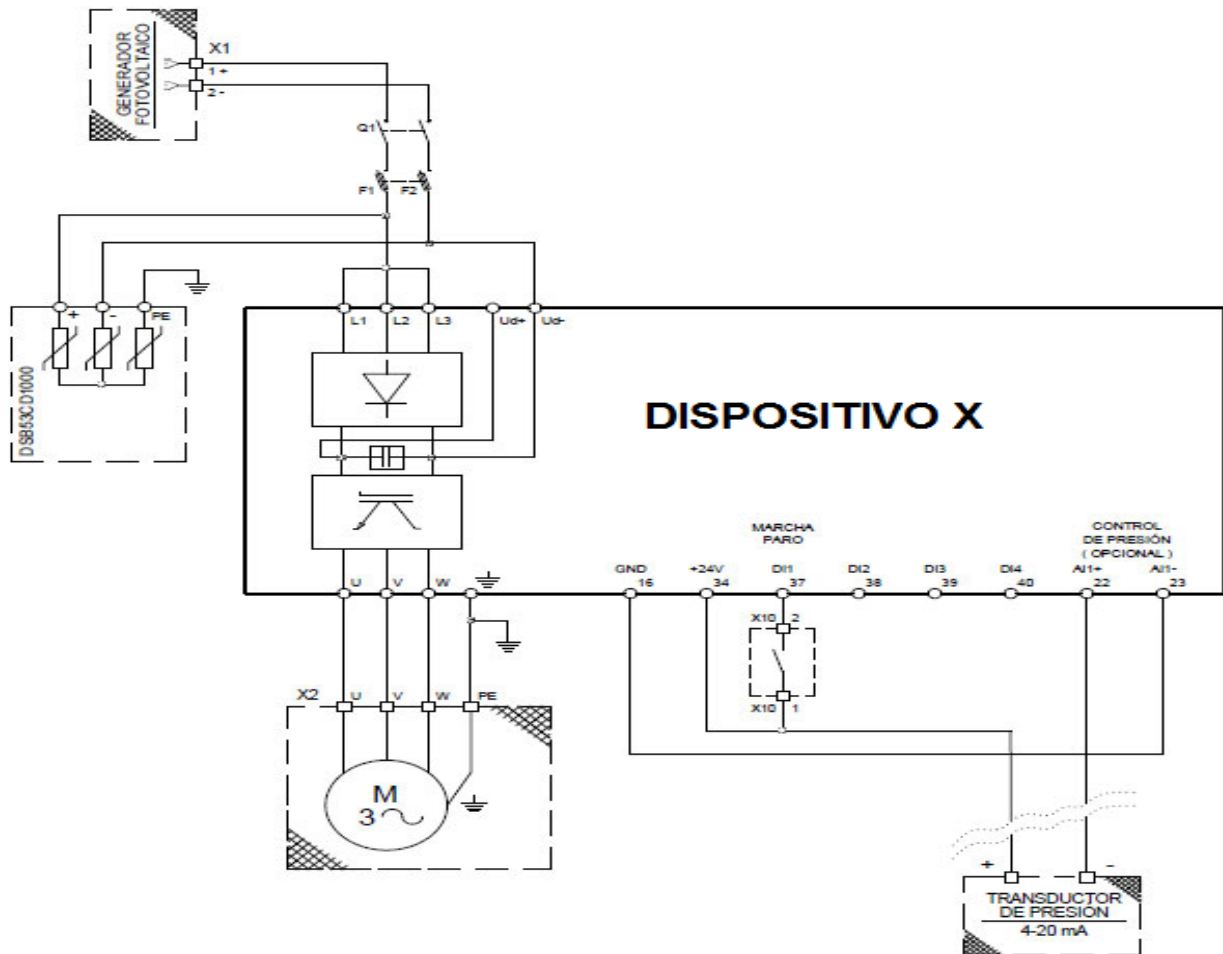 GENERADOR
FOTOVOLTAICO
X1
1 +
2 -
Q1
F1 F2
+ - PE
DS853CD1000
L1 L2 L3 Ud+ Ud-
DISPOSITIVO X
MARCHA
PARO
CONTROL
DE PRESIÓN
( OPCIONAL )
GND +24V DI1 DI2 DI3 DI4 AI1+ AI1-
16 34 37 38 39 40 22 23
U V W
X10 2
X10 1
X2 U V W PE
M
3
+ -
TRANSDUCTOR
DE PRESIÓN
4-20 mA